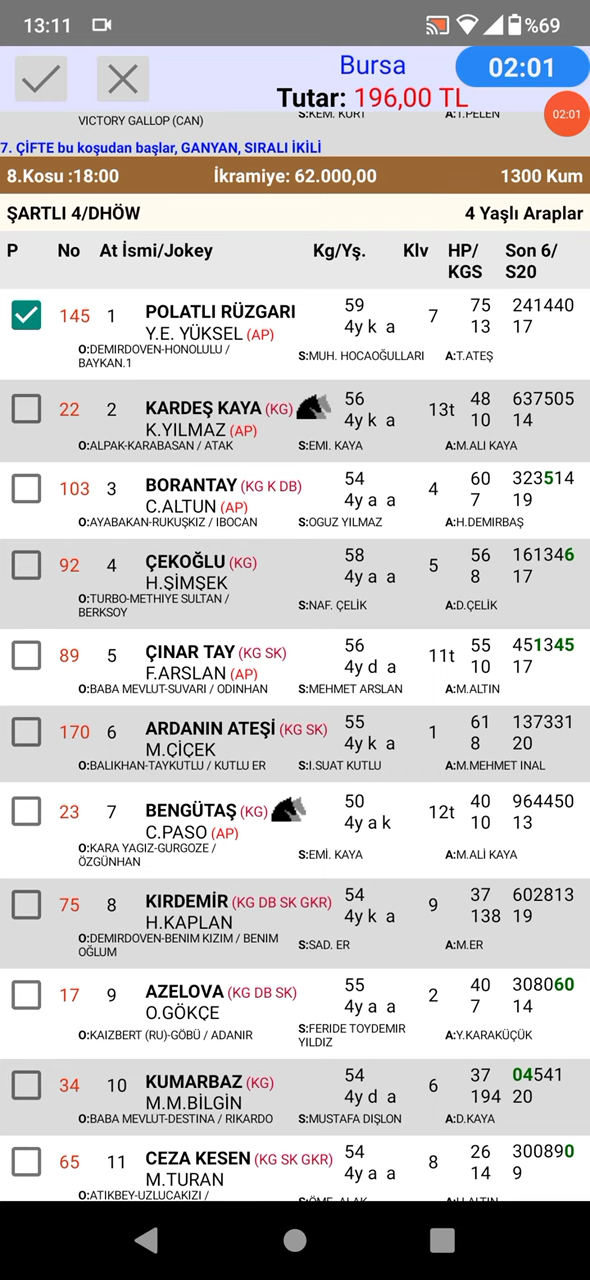 13:11 %69
Bursa 02:01
Tutar: 196,00 TL
02:01
VICTORY GALLOP (CAN) S:KEM. KURT A:T.PELEN
7. ÇİFTE bu koşudan başlar, GANYAN, SIRALI İKİLİ
8.Kosu :18:00 İkramiye: 62.000,00 1300 Kum
ŞARTLI 4/DHÖW 4 Yaşlı Araplar
P No At İsmi/Jokey Kg/Yş. Klv HP/ Son 6/
KGS S20
145 1 POLATLI RÜZGARI 59 7 75 241440
Y.E. YÜKSEL (AP) 4y k a 13 17
O:DEMIRDOVEN-HONOLULU / S:MUH. HOCAOĞULLARI A:T.ATEŞ
BAYKAN.1
22 2 KARDEŞ KAYA (KG) 56 13t 48 637505
K.YILMAZ (AP) 4y k a 10 14
O:ALPAK-KARABASAN / ATAK S:EMI. KAYA A:M.ALI KAYA
103 3 BORANTAY (KG K DB) 54 4 60 323514
C.ALTUN (AP) 4y a a 7 19
O:AYABAKAN-RUKUŞKIZ / IBOCAN S:OGUZ YILMAZ A:H.DEMIRBAŞ
92 4 ÇEKOĞLU (KG) 58 5 56 161346
H.ŞİMŞEK 4y a a 8 17
O:TURBO-METHIYE SULTAN / S:NAF. ÇELİK A:D.ÇELİK
BERKSOY
89 5 ÇINAR TAY (KG SK) 56 11t 55 451345
F.ARSLAN (AP) 4y d a 10 17
O:BABA MEVLUT-SUVARI / ODINHAN S:MEHMET ARSLAN A:M.ALTIN
170 6 ARDANIN ATEŞİ (KG SK) 55 1 61 137331
M.ÇİÇEK 4y k a 8 20
O:BALIKHAN-TAYKUTLU / KUTLU ER S:I.SUAT KUTLU A:M.MEHMET INAL
23 7 BENGÜTAŞ (KG) 50 12t 40 964450
C.PASO (AP) 4y a k 10 13
O:KARA YAGIZ-GURGOZE / S:EMİ. KAYA A:M.ALİ KAYA
ÖZGÜNHAN
75 8 KIRDEMİR (KG DB SK GKR) 54 9 37 602813
H.KAPLAN 4y k a 138 19
O:DEMIRDOVEN-BENIM KIZIM / BENIM S:SAD. ER A:M.ER
OĞLUM
17 9 AZELOVA (KG DB SK) 55 2 40 308060
O.GÖKÇE 4y a a 7 14
O:KAIZBERT (RU)-GÖBÜ / ADANIR S:FERIDE TOYDEMIR A:Y.KARAKÜÇÜK
YILDIZ
34 10 KUMARBAZ (KG) 54 6 37 04541
M.M.BİLGİN 4y d a 194 20
O:BABA MEVLUT-DESTINA / RIKARDO S:MUSTAFA DIŞLON A:D.KAYA
65 11 CEZA KESEN (KG SK GKR) 54 8 26 300890
M.TURAN 4y a a 14 9
O:ATIKBEY-UZLUCAKIZI / S:ÖMF. ALAK A:H.ALTIN